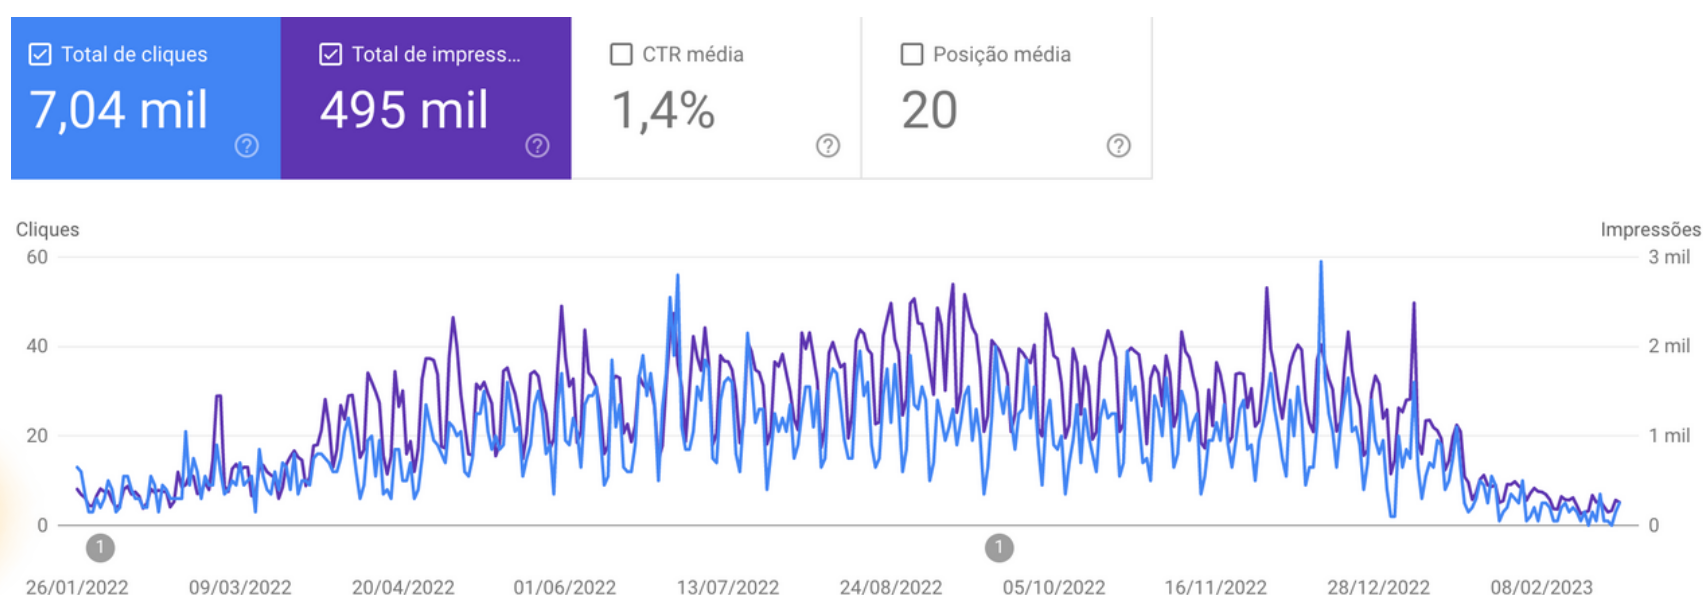 Total de cliques
7,04 mil
Total de impress...
495 mil
CTR média
1,4%
Posição média
20
Cliques
Impressões
60
3 mil
40
2 mil
20
1 mil
0
0
1
1
26/01/2022
09/03/2022
20/04/2022
01/06/2022
13/07/2022
24/08/2022
05/10/2022
16/11/2022
28/12/2022
08/02/2023